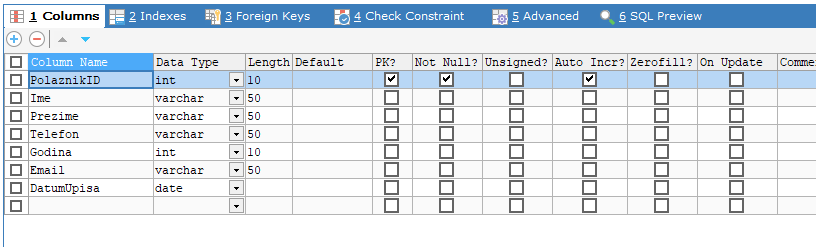 1 Columns 2 Indexes 3 Foreign Keys 4 Check Constraint 5 Advanced 6 SQL Preview
Column Name Data Type Length Default PK? Not Null? Unsigned? Auto Incr? Zerofill? On Update Comme
PolaznikID int 10
Ime varchar 50
Prezime varchar 50
Telefon varchar 50
Godina int 10
Email varchar 50
DatumUpisa date